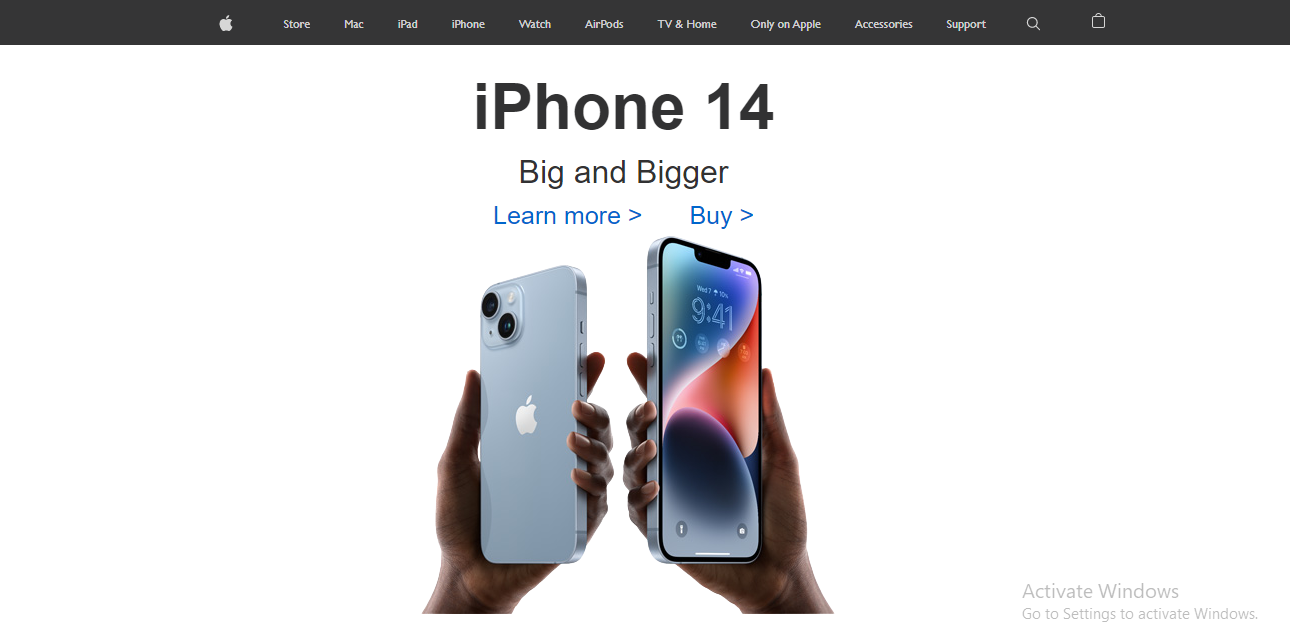 Store Mac iPad iPhone Watch AirPods TV & Home Only on Apple Accessories Support
iPhone 14
Big and Bigger
Learn more > Buy >
Wed 7 10%
9:41
Activate Windows
Go to Settings to activate Windows.